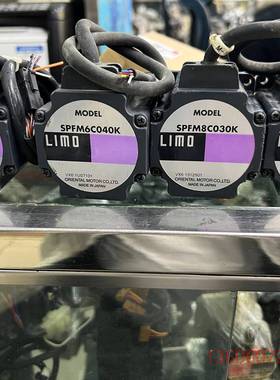 MODEL
SPFM6C040K
LIMO
ORIENTAL MOTOR CO.,LTD.
MADE IN JAPAN
MODEL
SPFM8C030K
LIMO
ORIENTAL MOTOR CO.,LTD.
MADE IN JAPAN